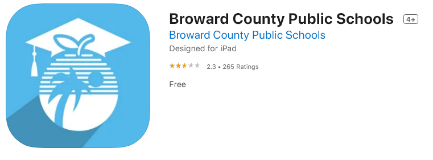 Broward County Public Schools 4+
Broward County Public Schools
Designed for iPad
2.3 • 265 Ratings
Free